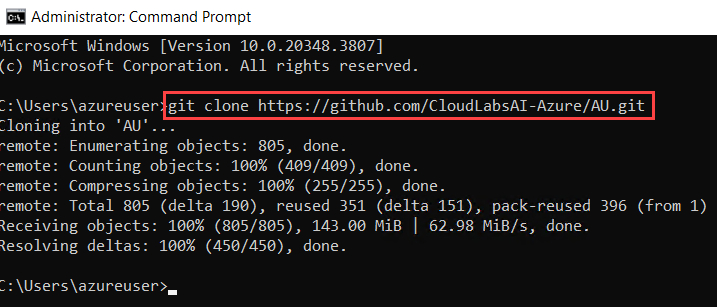 Administrator: Command Prompt
Microsoft Windows [Version 10.0.20348.3807]
(c) Microsoft Corporation. All rights reserved.
C:\Users\azureuser>git clone https://github.com/CloudLabsAI-Azure/AU.git
Cloning into 'AU'...
remote: Enumerating objects: 805, done.
remote: Counting objects: 100% (409/409), done.
remote: Compressing objects: 100% (255/255), done.
remote: Total 805 (delta 190), reused 351 (delta 151), pack-reused 396 (from 1)
Receiving objects: 100% (805/805), 143.00 MiB | 62.98 MiB/s, done.
Resolving deltas: 100% (450/450), done.
C:\Users\azureuser>